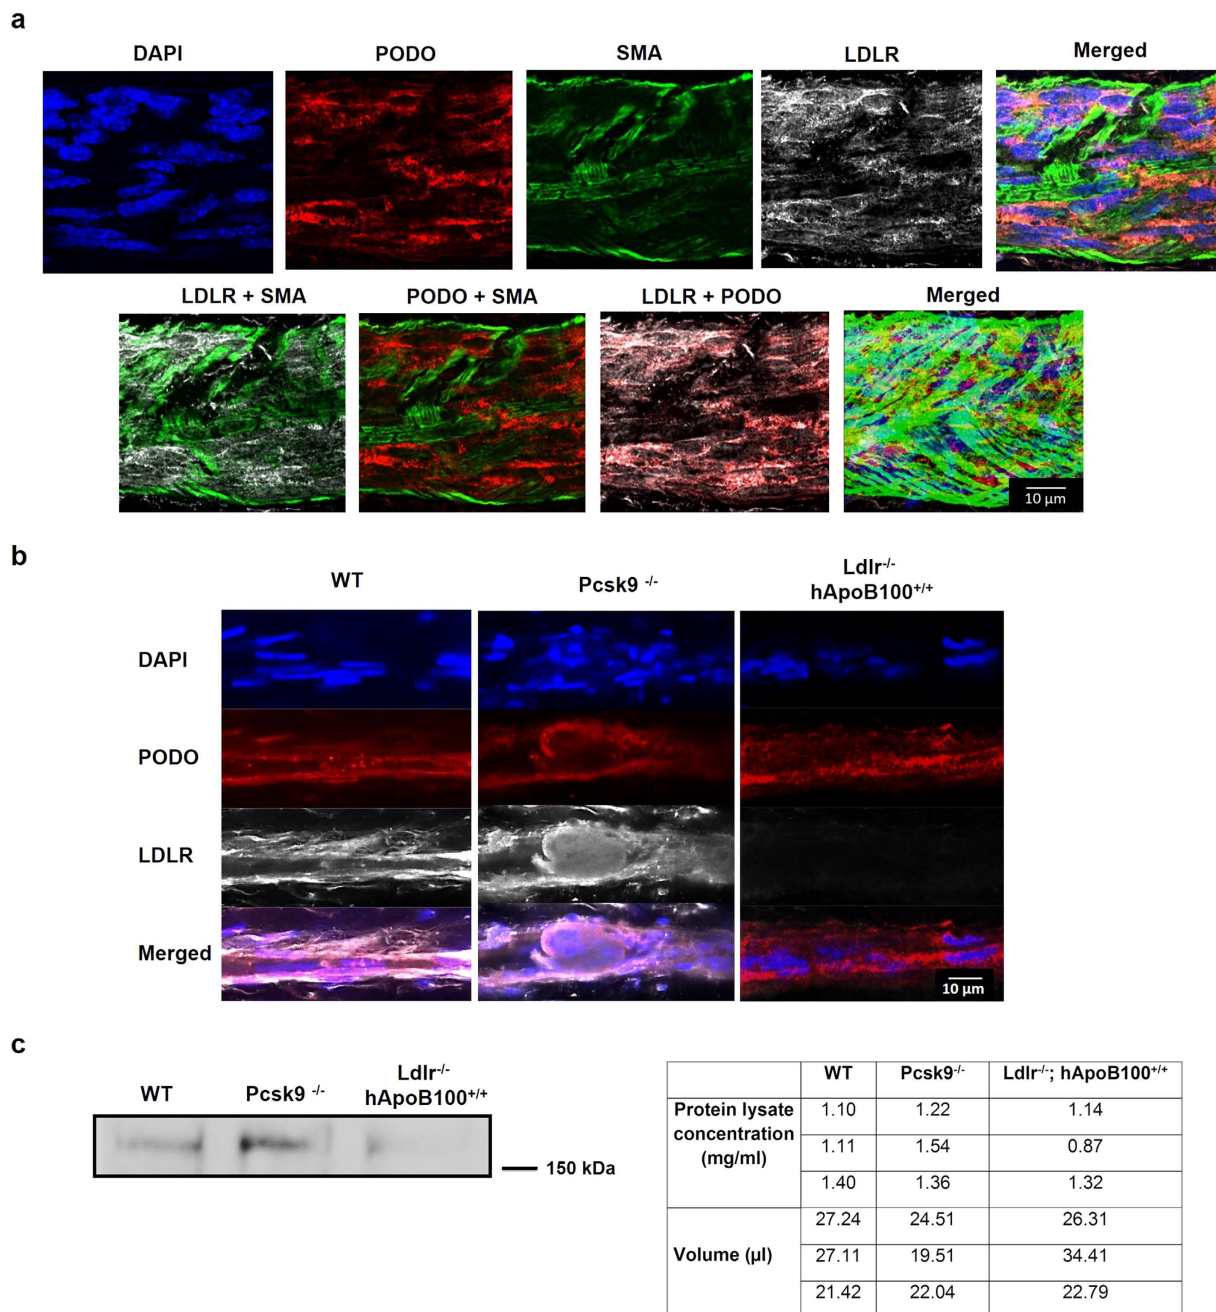 a
DAPI PODO SMA LDLR Merged
LDLR + SMA PODO + SMA LDLR + PODO Merged
10 µm
b
WT Pcsk9 -/- Ldlr-/-
hApoB100+/+
DAPI
PODO
LDLR
Merged
10 µm
c
WT Pcsk9 -/- Ldlr-/-
hApoB100+/+
150 kDa
WT Pcsk9-/- Ldlr-/-; hApoB100+/+
Protein lysate
concentration
(mg/ml)
1.10 1.22 1.14
1.11 1.54 0.87
1.40 1.36 1.32
Volume (µl)
27.24 24.51 26.31
27.11 19.51 34.41
21.42 22.04 22.79